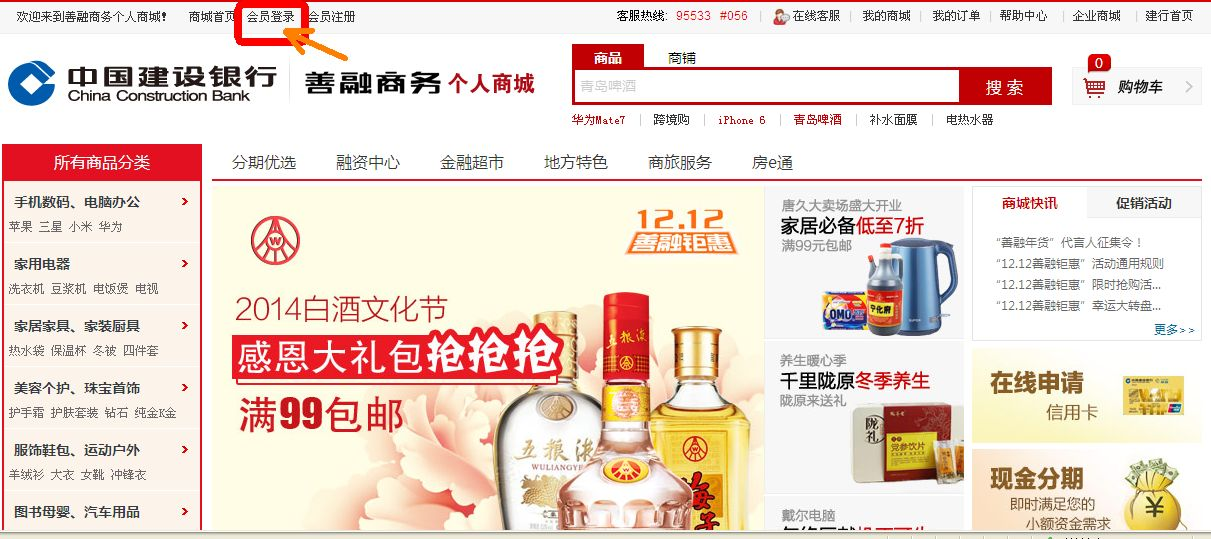 欢迎来到善融商务个人商城! 商城首页 会员登录 会员注册 客服热线: 95533 #056 在线客服 我的商城 我的订单 帮助中心 企业商城 建行首页
中国建设银行
China Construction Bank
善融商务 个人商城
商品 商铺
青岛啤酒 搜 索
0
购物车
华为Mate7 跨境购 iPhone 6 青岛啤酒 补水面膜 电热水器
所有商品分类 分期优选 融资中心 金融超市 地方特色 商旅服务 房e通
手机数码、电脑办公
苹果 三星 小米 华为
家用电器
洗衣机 豆浆机 电饭煲 电视
家居家具、家装厨具
热水袋 保温杯 冬被 四件套
美容个护、珠宝首饰
护手霜 护肤套装 钻石 纯金K金
服饰鞋包、运动户外
羊绒衫 大衣 女靴 冲锋衣
图书母婴、汽车用品
12.12
善融钜惠
2014白酒文化节
感恩大礼包抢抢抢
满99包邮
五粮液
WULIANGYE
五粮液
唐久大卖场盛大开业
家居必备低至7折
满99元包邮
OMO
宁化府
养生暖心季
千里陇原冬季养生
陇原来送礼
陇礼
党参饮片
戴尔电脑
商城快讯 促销活动
“善融年货”代言人征集令！
“12.12善融钜惠”活动通用规则
“12.12善融钜惠”限时抢购活...
“12.12善融钜惠”幸运大转盘...
更多>>
在线申请
信用卡
现金分期
即时满足您的
小额资金需求